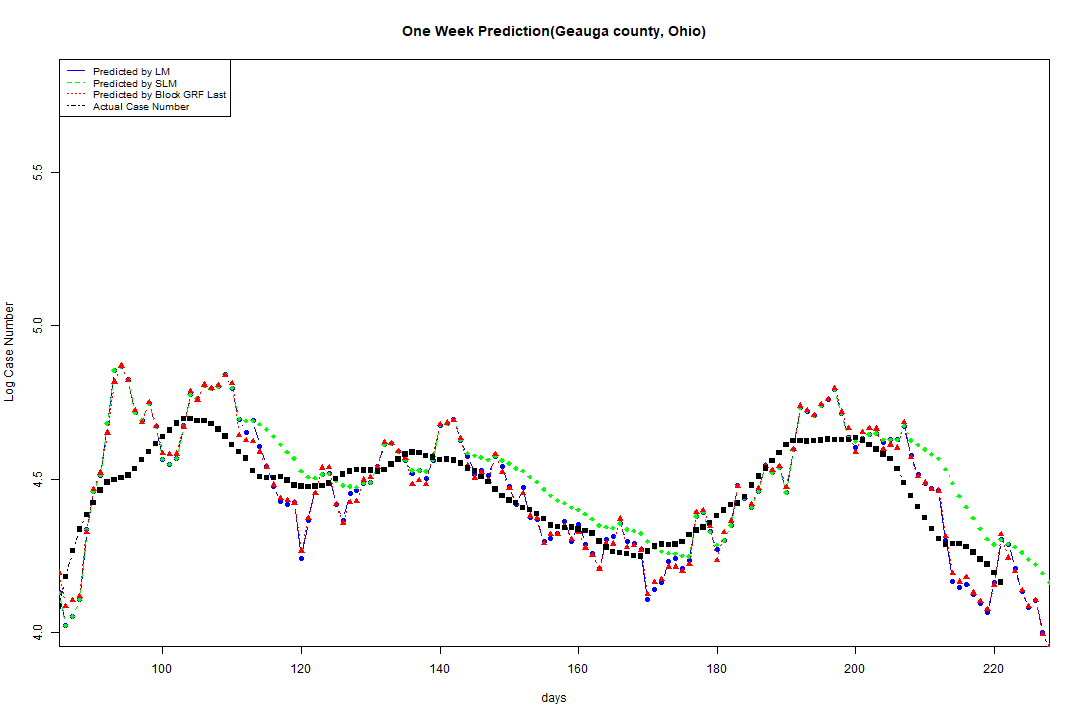 One Week Prediction(Geauga county, Ohio)
Predicted by LM
Predicted by SLM
Predicted by Block GRF Last
Actual Case Number
5.5
5.0
4.5
4.0
Log Case Number
100 120 140 160 180 200 220
days